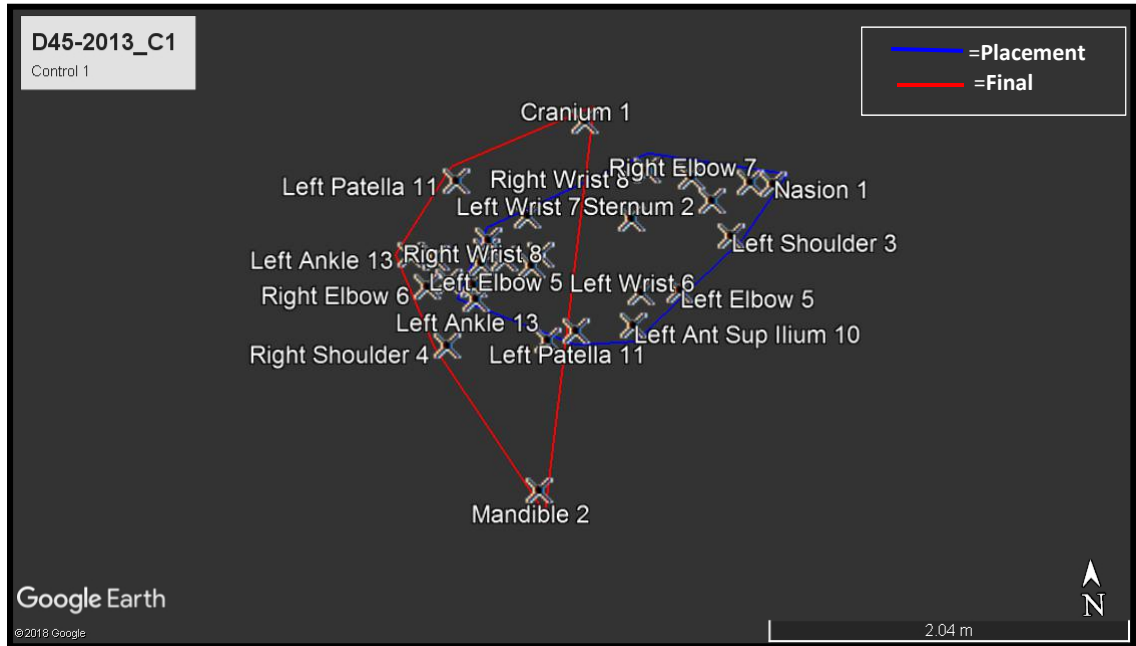 D45-2013_C1
Control 1
=Placement
=Final
Cranium 1
Right Elbow 7
Left Patella 11
Right Wrist 8
Nasion 1
Left Wrist 7
Sternum 2
Left Shoulder 3
Left Ankle 13
Right Wrist 8
Left Elbow 5
Left Wrist 6
Right Elbow 6
Left Elbow 5
Left Ankle 13
Left Ant Sup Ilium 10
Right Shoulder 4
Left Patella 11
Mandible 2
Google Earth
©2018 Google
N
2.04 m